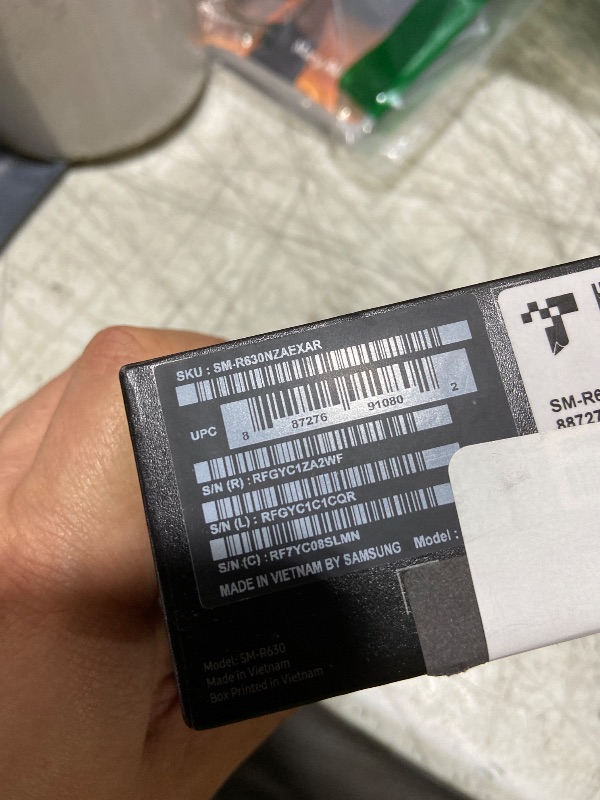 SKU : SM-R630NZAEXAR
UPC
8 87276 91080 2
S/N (R) : RFGYC1ZA2WF
S/N (L) : RFGYC1C1CQR
S/N (C) : RF7YC08SLMN
MADE IN VIETNAM BY SAMSUNG Model :
Model: SM-R630
Made in Vietnam
Box Printed in Vietnam
SM-R6
88727